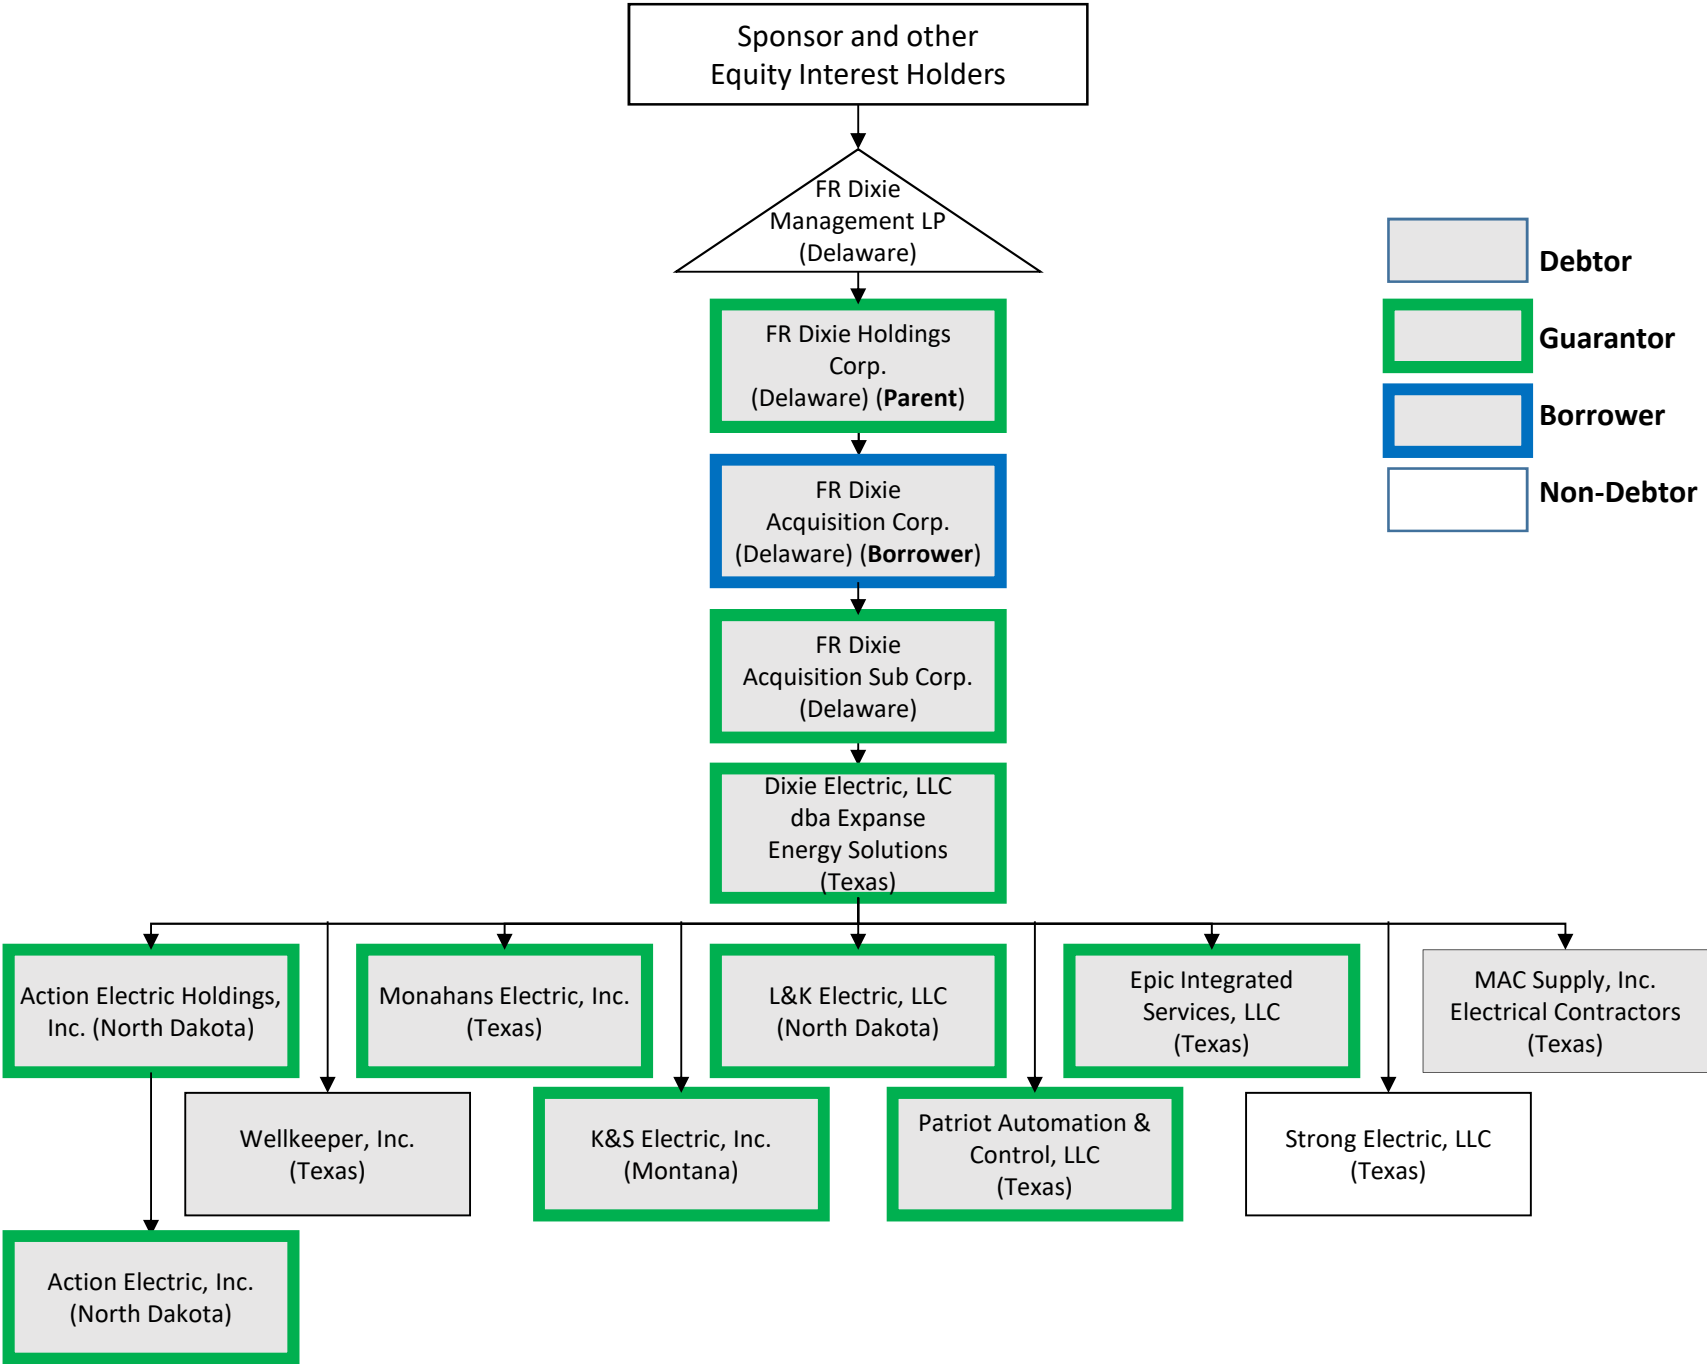 Sponsor and other
Equity Interest Holders
FR Dixie
Management LP
(Delaware)
Debtor
Guarantor
Borrower
Non-Debtor
FR Dixie Holdings
Corp.
(Delaware) (Parent)
FR Dixie
Acquisition Corp.
(Delaware) (Borrower)
FR Dixie
Acquisition Sub Corp.
(Delaware)
Dixie Electric, LLC
dba Expanse
Energy Solutions
(Texas)
Action Electric Holdings,
Inc. (North Dakota)
Monahans Electric, Inc.
(Texas)
L&K Electric, LLC
(North Dakota)
Epic Integrated
Services, LLC
(Texas)
MAC Supply, Inc.
Electrical Contractors
(Texas)
Wellkeeper, Inc.
(Texas)
K&S Electric, Inc.
(Montana)
Patriot Automation &
Control, LLC
(Texas)
Strong Electric, LLC
(Texas)
Action Electric, Inc.
(North Dakota)